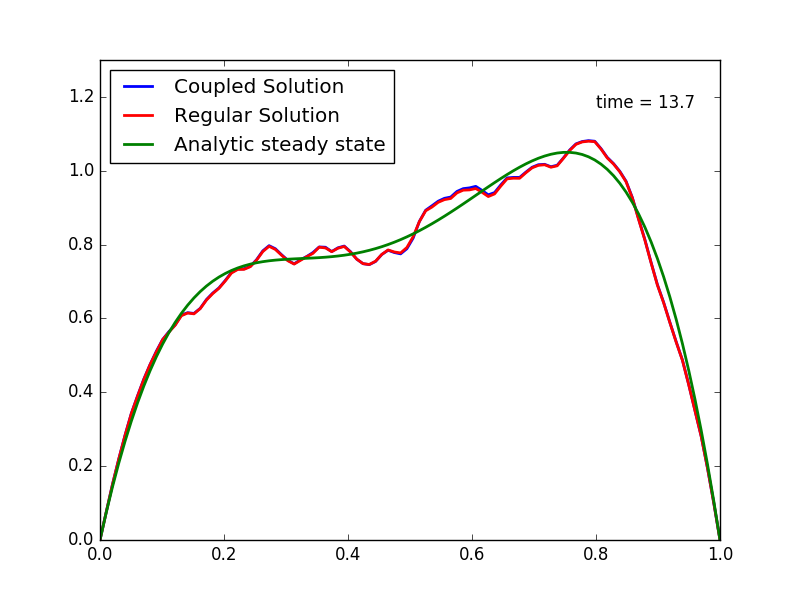 Coupled Solution
Regular Solution
Analytic steady state
time = 13.7
1.2
1.0
0.8
0.6
0.4
0.2
0.0
0.0 0.2 0.4 0.6 0.8 1.0